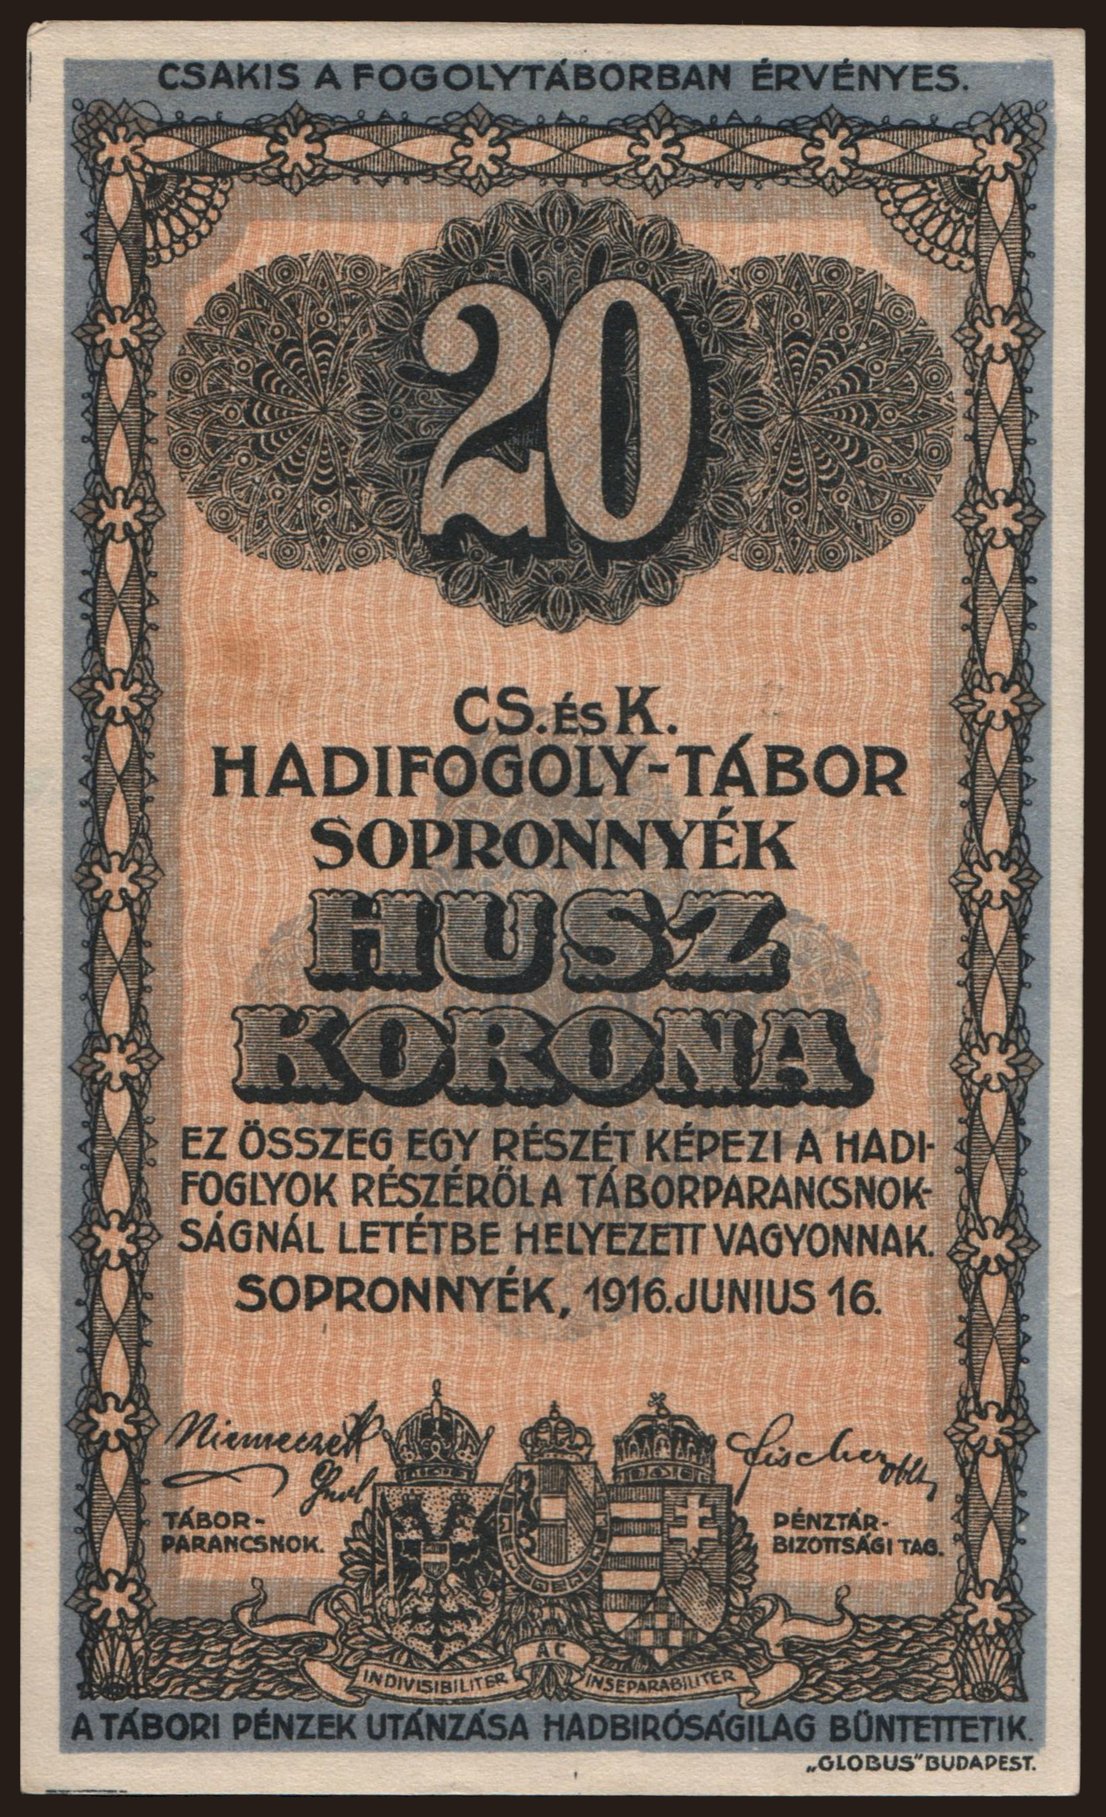 CSAKIS A FOGOLYTÁBORBAN ÉRVÉNYES.
20
CS. ÉS K.
HADIFOGOLY-TÁBOR
SOPRONNYÉK
HUSZ
KORONA
EZ ÖSSZEG EGY RÉSZÉT KÉPEZI A HADI-
FOGLYOK RÉSZÉRŐL A TÁBORPARANCSNOK-
SÁGNÁL LETÉTBE HELYEZETT VAGYONNAK.
SOPRONNYÉK, 1916. JUNIUS 16.
Fischer
TÁBOR-
PARANCSNOK.
PÉNZTÁR-
BIZOTTSÁGI TAG.
INDIVISIBILITER AC INSEPARABILITER
A TÁBORI PÉNZEK UTÁNZÁSA HADBIRÓSÁGILAG BÜNTETTETIK.
„GLOBUS" BUDAPEST.